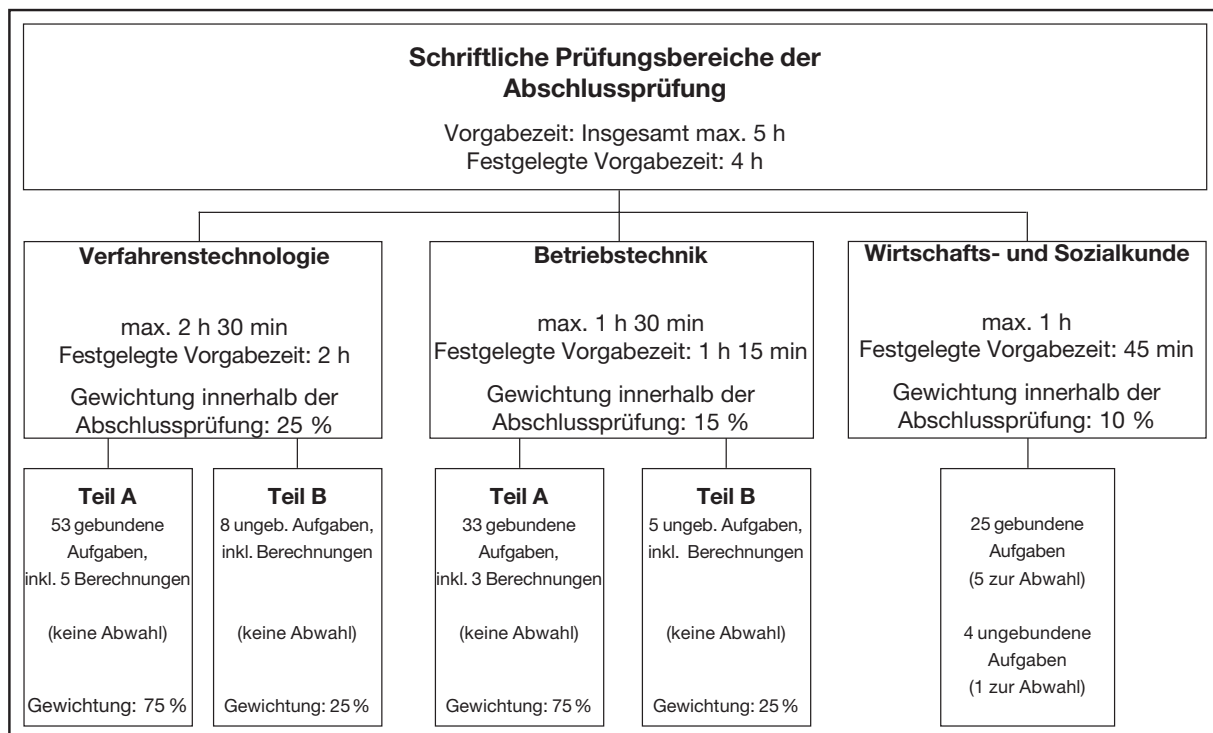 Schriftliche Prüfungsbereiche der
Abschlussprüfung
Vorgabezeit: Insgesamt max. 5 h
Festgelegte Vorgabezeit: 4 h
Verfahrenstechnologie
max. 2 h 30 min
Festgelegte Vorgabezeit: 2 h
Gewichtung innerhalb der
Abschlussprüfung: 25 %
Betriebstechnik
max. 1 h 30 min
Festgelegte Vorgabezeit: 1 h 15 min
Gewichtung innerhalb der
Abschlussprüfung: 15 %
Wirtschafts- und Sozialkunde
max. 1 h
Festgelegte Vorgabezeit: 45 min
Gewichtung innerhalb der
Abschlussprüfung: 10 %
Teil A
53 gebundene
Aufgaben,
inkl. 5 Berechnungen
(keine Abwahl)
Gewichtung: 75 %
Teil B
8 ungeb. Aufgaben,
inkl. Berechnungen
(keine Abwahl)
Gewichtung: 25 %
Teil A
33 gebundene
Aufgaben,
inkl. 3 Berechnungen
(keine Abwahl)
Gewichtung: 75 %
Teil B
5 ungeb. Aufgaben,
inkl. Berechnungen
(keine Abwahl)
Gewichtung: 25 %
25 gebundene
Aufgaben
(5 zur Abwahl)
4 ungebundene
Aufgaben
(1 zur Abwahl)